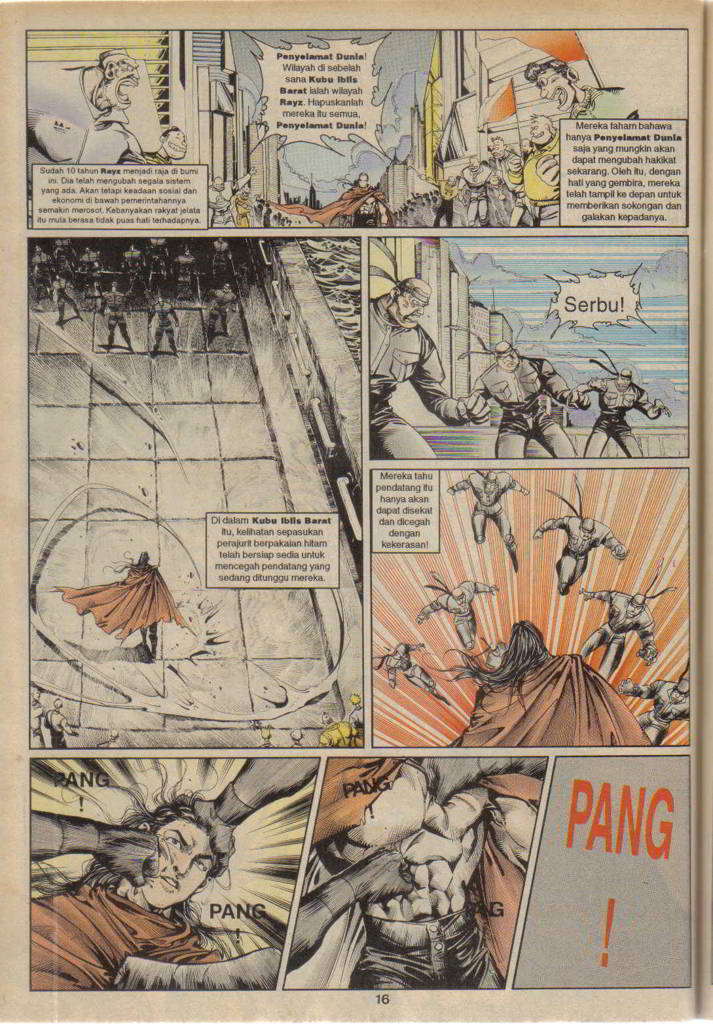 Penyelamat Dunia!
Wilayah di sebelah
sana Kubu Iblis
Barat ialah wilayah
Rayz. Hapuskanlah
mereka itu semua,
Penyelamat Dunia!
Sudah 10 tahun Rayz menjadi raja di bumi
ini. Dia telah mengubah segala sistem
yang ada. Akan tetapi keadaan sosial dan
ekonomi di bawah pemerintahannya
semakin merosot. Kebanyakan rakyat jelata
itu mula berasa tidak puas hati terhadapnya.
Mereka faham bahawa
hanya Penyelamat Dunia
saja yang mungkin akan
dapat mengubah hakikat
sekarang. Oleh itu, dengan
hati yang gembira, mereka
telah tampil ke depan untuk
memberikan sokongan dan
galakan kepadanya.
Di dalam Kubu Iblis Barat
itu, kelihatan sepasukan
perajurit berpakaian hitam
telah bersiap sedia untuk
mencegah pendatang yang
sedang ditunggu mereka.
Serbu!
Mereka tahu
pendatang itu
hanya akan
dapat disekat
dan dicegah
dengan
kekerasan!
PANG
!
PANG
!
PANG
!
PANG
!
16